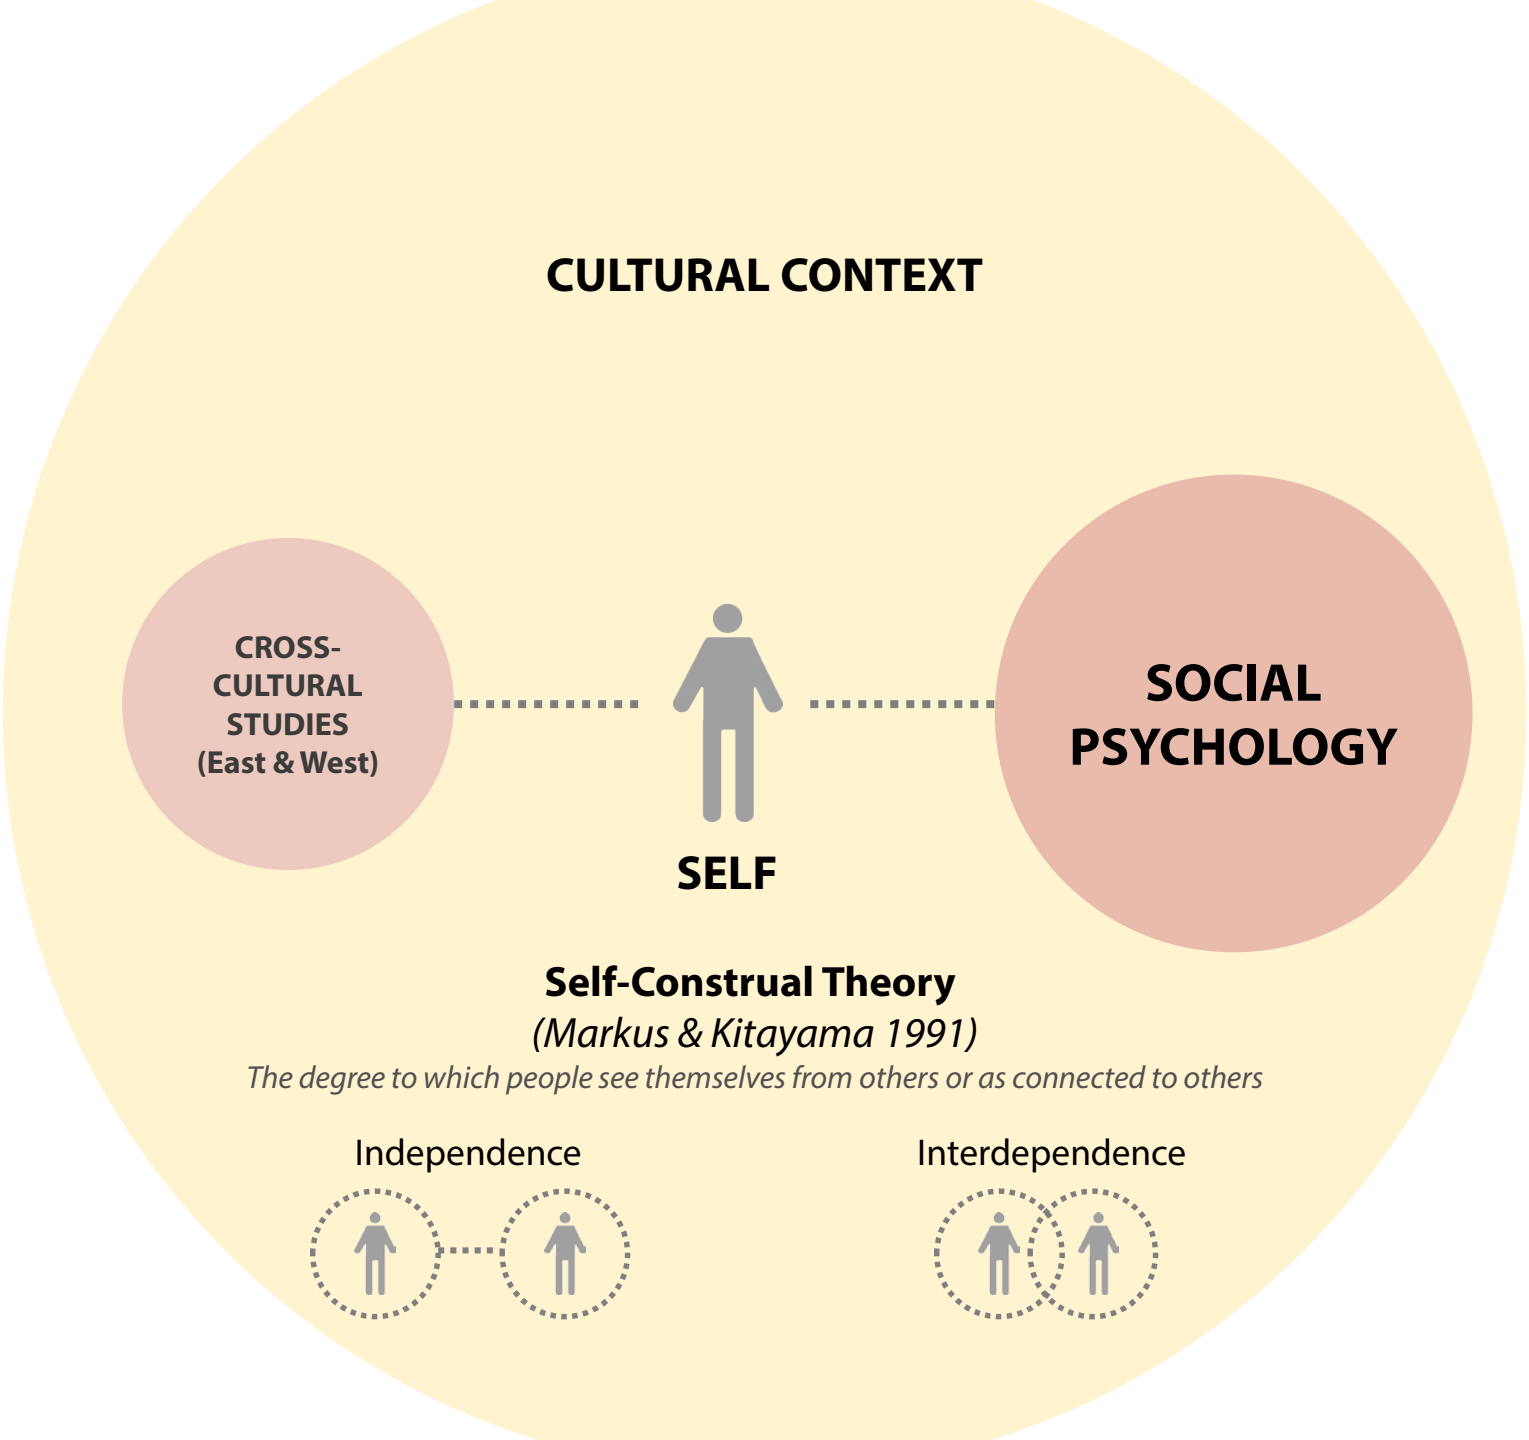 CULTURAL CONTEXT
CROSS-
CULTURAL
STUDIES
(East & West)
SOCIAL
PSYCHOLOGY
SELF
Self-Construal Theory
(Markus & Kitayama 1991)
The degree to which people see themselves from others or as connected to others
Independence
Interdependence